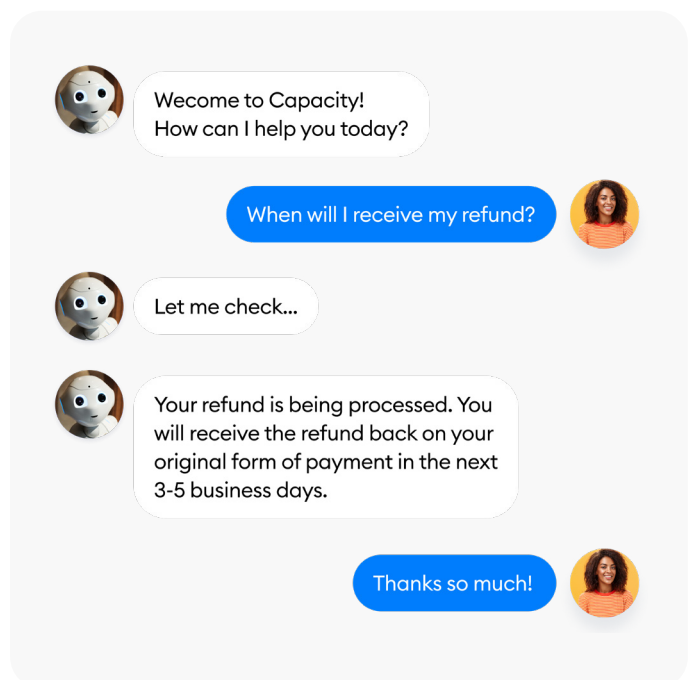 Wecome to Capacity!
How can I help you today?
When will I receive my refund?
Let me check...
Your refund is being processed. You
will receive the refund back on your
original form of payment in the next
3-5 business days.
Thanks so much!